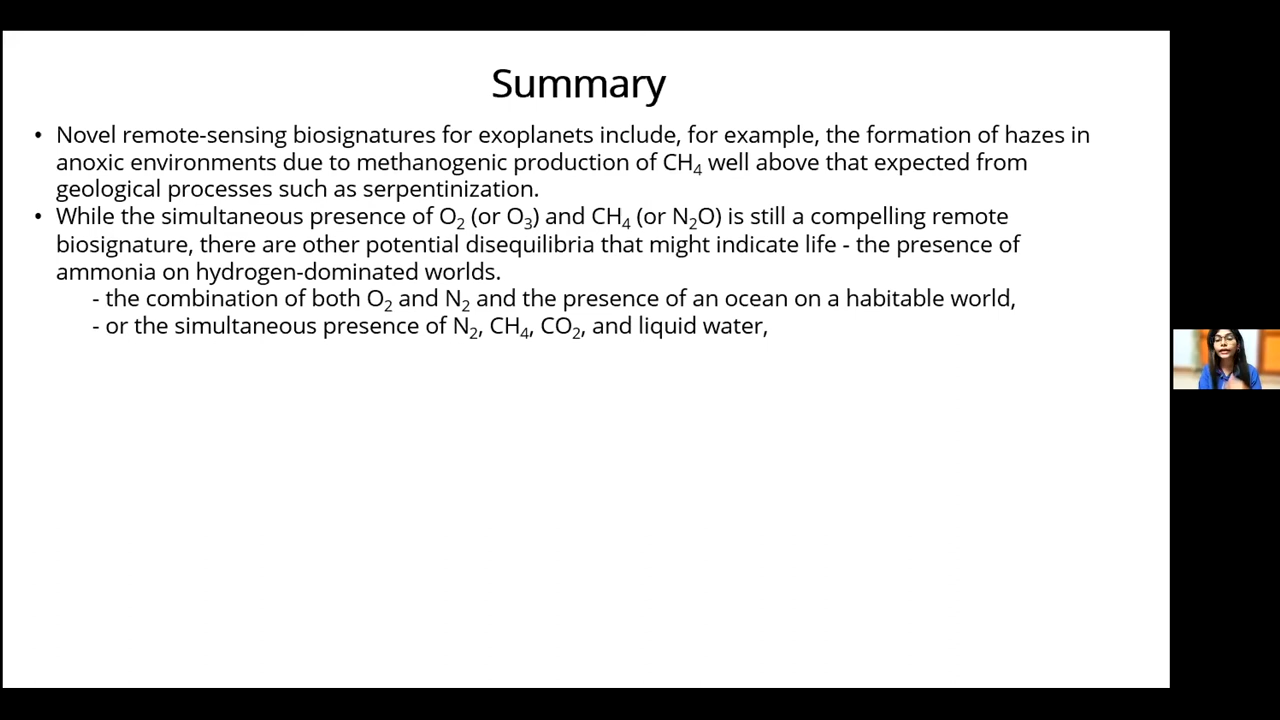 Summary
• Novel remote-sensing biosignatures for exoplanets include, for example, the formation of hazes in
anoxic environments due to methanogenic production of CH₄ well above that expected from
geological processes such as serpentinization.
• While the simultaneous presence of O₂ (or O₃) and CH₄ (or N₂O) is still a compelling remote
biosignature, there are other potential disequilibria that might indicate life - the presence of
ammonia on hydrogen-dominated worlds.
- the combination of both O₂ and N₂ and the presence of an ocean on a habitable world,
- or the simultaneous presence of N₂, CH₄, CO₂, and liquid water,